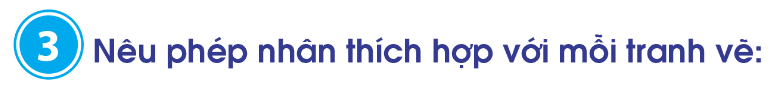 3 Nêu phép nhân thích hợp với mỗi tranh vẽ: